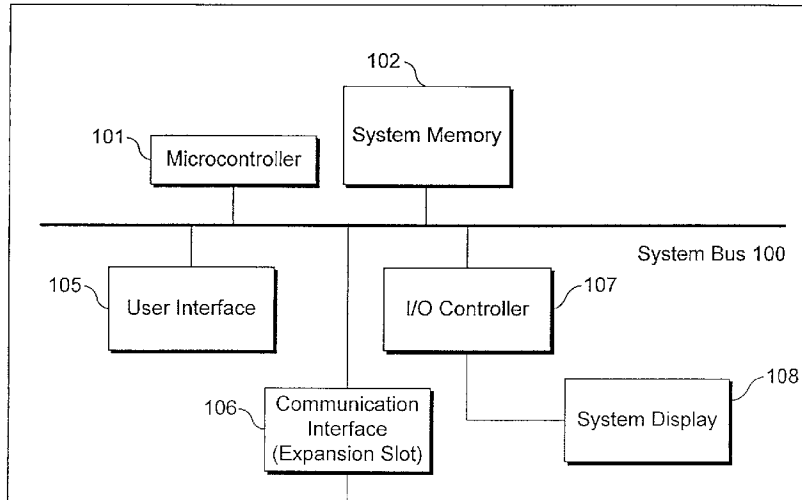 102
System Memory
101
Microcontroller
System Bus 100
105
User Interface
I/O Controller
107
106
Communication
Interface
(Expansion Slot)
System Display
108